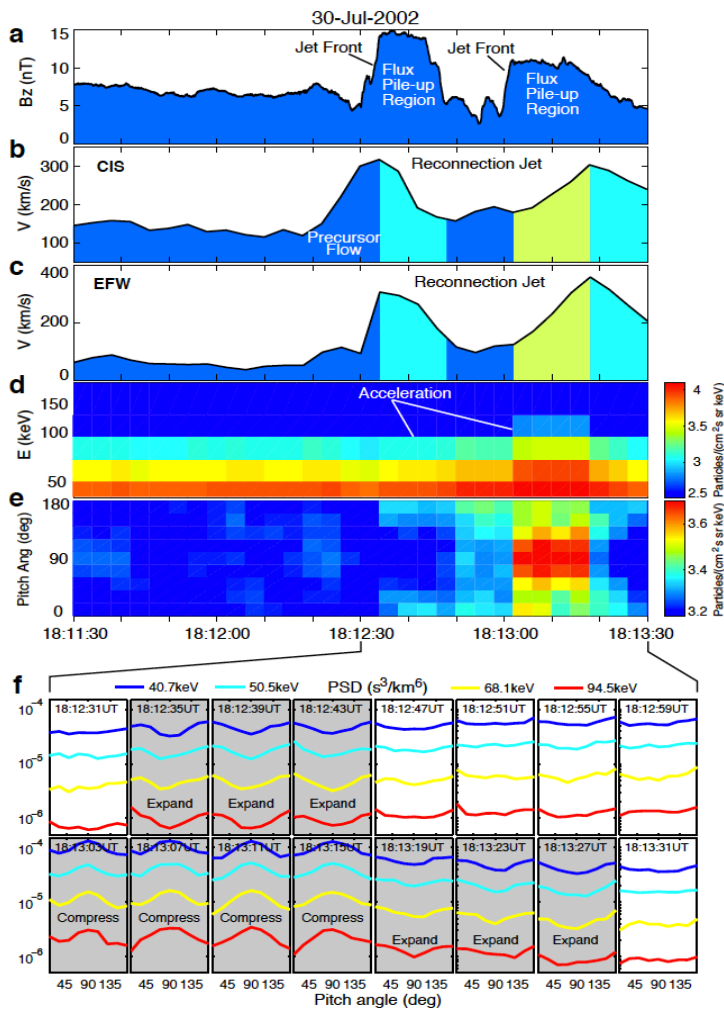 30-Jul-2002
a
15
10
5
0
Bz (nT)
Jet Front
Flux
Pile-up
Region
Jet Front
Flux
Pile-up
Region
b
300
200
100
V (km/s)
CIS
Reconnection Jet
Precursor
Flow
c
400
200
0
V (km/s)
EFW
Reconnection Jet
d
150
100
50
E (keV)
Acceleration
4
3.5
3
2.5
Particles/(cm²s sr keV)
e
180
90
0
Pitch Ang (deg)
3.6
3.4
3.2
Particles/(cm²s sr keV)
18:11:30 18:12:00 18:12:30 18:13:00 18:13:30
f
40.7keV 50.5keV PSD (s³/km⁶) 68.1keV 94.5keV
10⁻⁴
10⁻⁵
10⁻⁶
18:12:31UT 18:12:35UT 18:12:39UT 18:12:43UT 18:12:47UT 18:12:51UT 18:12:55UT 18:12:59UT
Expand Expand Expand
10⁻⁴
10⁻⁵
10⁻⁶
18:13:03UT 18:13:07UT 18:13:11UT 18:13:15UT 18:13:19UT 18:13:23UT 18:13:27UT 18:13:31UT
Compress Compress Compress Compress
Expand Expand Expand
45 90 135 45 90 135 45 90 135 45 90 135 45 90 135 45 90 135 45 90 135 45 90 135
Pitch angle (deg)